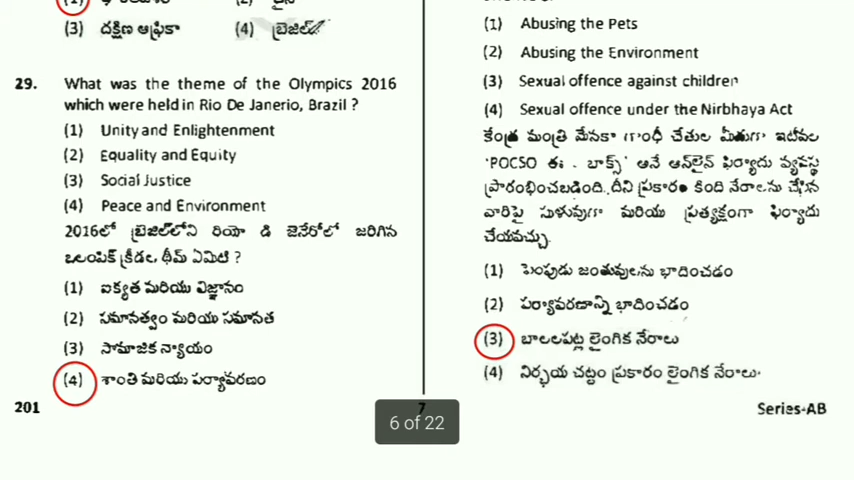 (3) దక్షిణ ఆఫ్రికా (4) బ్రెజిల్
29. What was the theme of the Olympics 2016
which were held in Rio De Janerio, Brazil ?
(1) Unity and Enlightenment
(2) Equality and Equity
(3) Social Justice
(4) Peace and Environment
2016లో బ్రెజిల్‌లోని రియో డి జెనేరోలో జరిగిన
ఒలంపిక్ క్రీడల థీమ్ ఏమిటి ?
(1) ఐక్యత మరియు విజ్ఞానం
(2) సమానత్వం మరియు సమానత
(3) సామాజిక న్యాయం
(4) శాంతి మరియు పర్యావరణం
201
(1) Abusing the Pets
(2) Abusing the Environment
(3) Sexual offence against children
(4) Sexual offence under the Nirbhaya Act
కేంద్ర మంత్రి మేనకా గాంధీ చేతుల మీదుగా ఇటీవల
'POCSO ఈ - బాక్స్' అనే ఆన్‌లైన్ ఫిర్యాదు వ్యవస్థ
ప్రారంభించబడింది. దీని ప్రకారం కింది నేరాలను చేసిన
వారిపై సులువుగా మరియు ప్రత్యక్షంగా ఫిర్యాదు
చేయవచ్చు.
(1) పెంపుడు జంతువులను భాదించడం
(2) పర్యావరణాన్ని భాదించడం
(3) బాలలపట్ల లైంగిక నేరాలు
(4) నిర్భయ చట్టం ప్రకారం లైంగిక నేరాలు
7
6 of 22
Series-AB